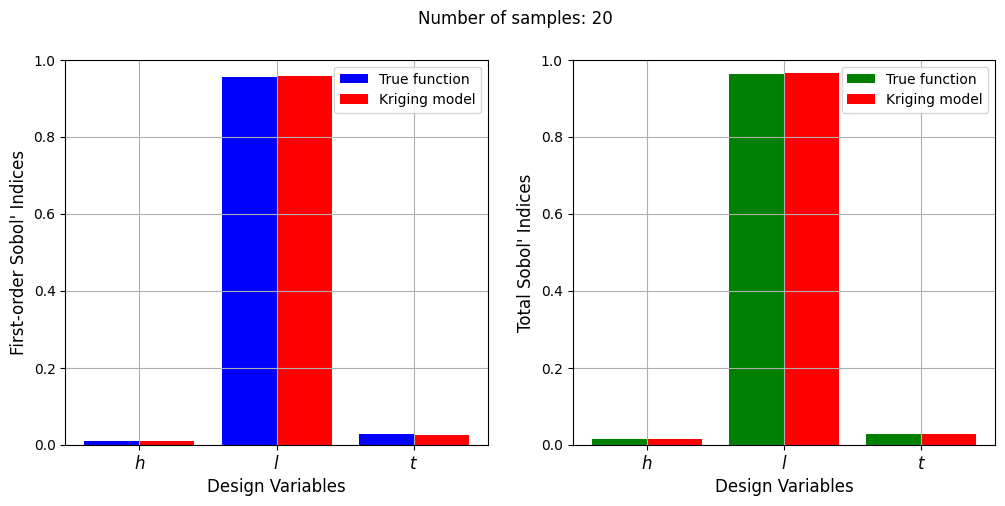 Number of samples: 20
First-order Sobol' Indices
1.0
0.8
0.6
0.4
0.2
0.0
True function
Kriging model
h
l
t
Design Variables
Total Sobol' Indices
1.0
0.8
0.6
0.4
0.2
0.0
True function
Kriging model
h
l
t
Design Variables